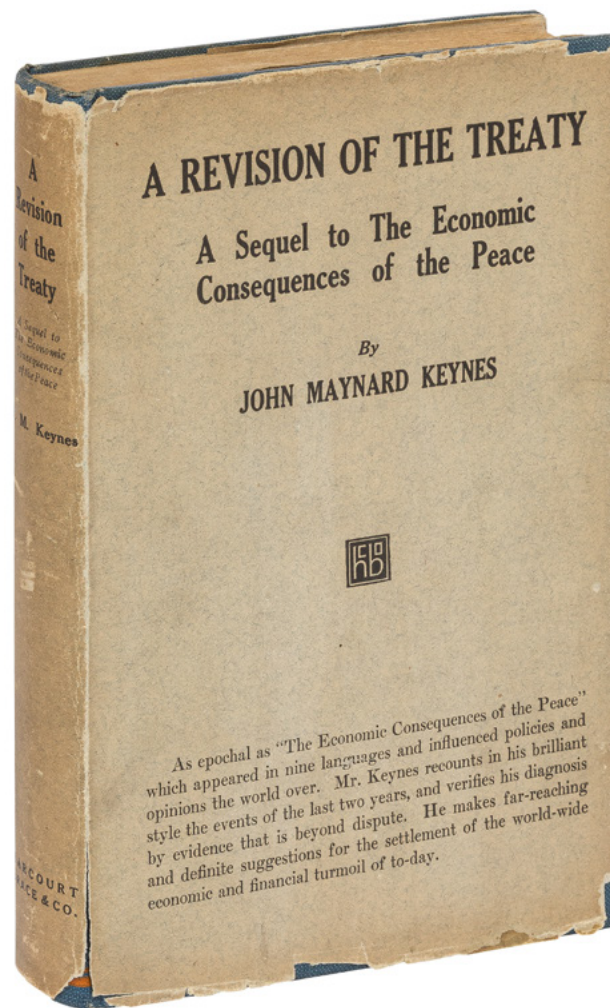 A REVISION OF THE TREATY
A Sequel to The Economic
Consequences of the Peace
By
JOHN MAYNARD KEYNES
As epochal as "The Economic Consequences of the Peace"
which appeared in nine languages and influenced policies and
opinions the world over. Mr. Keynes recounts in his brilliant
style the events of the last two years, and verifies his diagnosis
by evidence that is beyond dispute. He makes far-reaching
and definite suggestions for the settlement of the world-wide
economic and financial turmoil of to-day.
A
Revision
of the
Treaty
A Sequel to
The Economic
Consequences
of the Peace
M. Keynes
ARCOURT
ACE & CO.